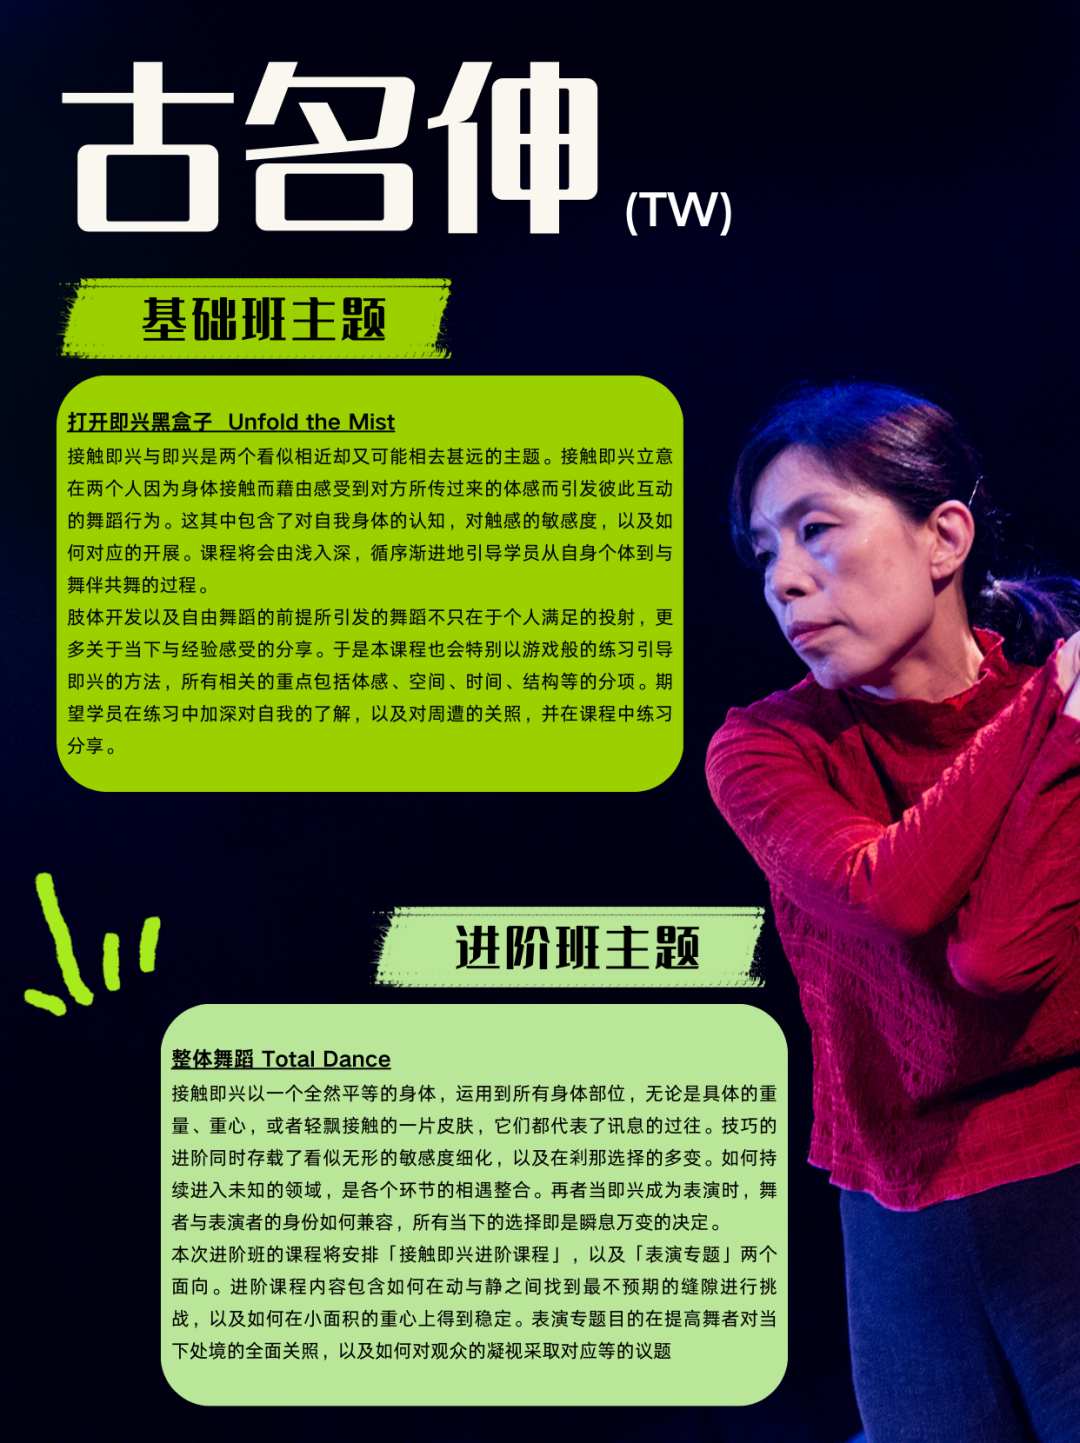 古名伸 (TW)
基础班主题
打开即兴黑盒子 Unfold the Mist
接触即兴与即兴是两个看似相近却又可能相去甚远的主题。接触即兴立意
在两个人因为身体接触而藉由感受到对方所传过来的体感而引发彼此互动
的舞蹈行为。这其中包含了对自我身体的认知，对触感的敏感度，以及如
何对应的开展。课程将会由浅入深，循序渐进地引导学员从自身个体到与
舞伴共舞的过程。
肢体开发以及自由舞蹈的前提所引发的舞蹈不只在于个人满足的投射，更
多关于当下与经验感受的分享。于是本课程也会特别以游戏般的练习引导
即兴的方法，所有相关的重点包括体感、空间、时间、结构等的分项。期
望学员在练习中加深对自我的了解，以及对周遭的关照，并在课程中练习
分享。
进阶班主题
整体舞蹈 Total Dance
接触即兴以一个全然平等的身体，运用到所有身体部位，无论是具体的重
量、重心，或者轻飘接触的一片皮肤，它们都代表了讯息的过往。技巧的
进阶同时存载了看似无形的敏感度细化，以及在刹那选择的多变。如何持
续进入未知的领域，是各个环节的相遇整合。再者当即兴成为表演时，舞
者与表演者的身份如何兼容，所有当下的选择即是瞬息万变的决定。
本次进阶班的课程将安排「接触即兴进阶课程」，以及「表演专题」两个
面向。进阶课程内容包含如何在动与静之间找到最不预期的缝隙进行挑
战，以及如何在小面积的重心上得到稳定。表演专题目的在提高舞者对当
下处境的全面关照，以及如何对观众的凝视采取对应等的议题